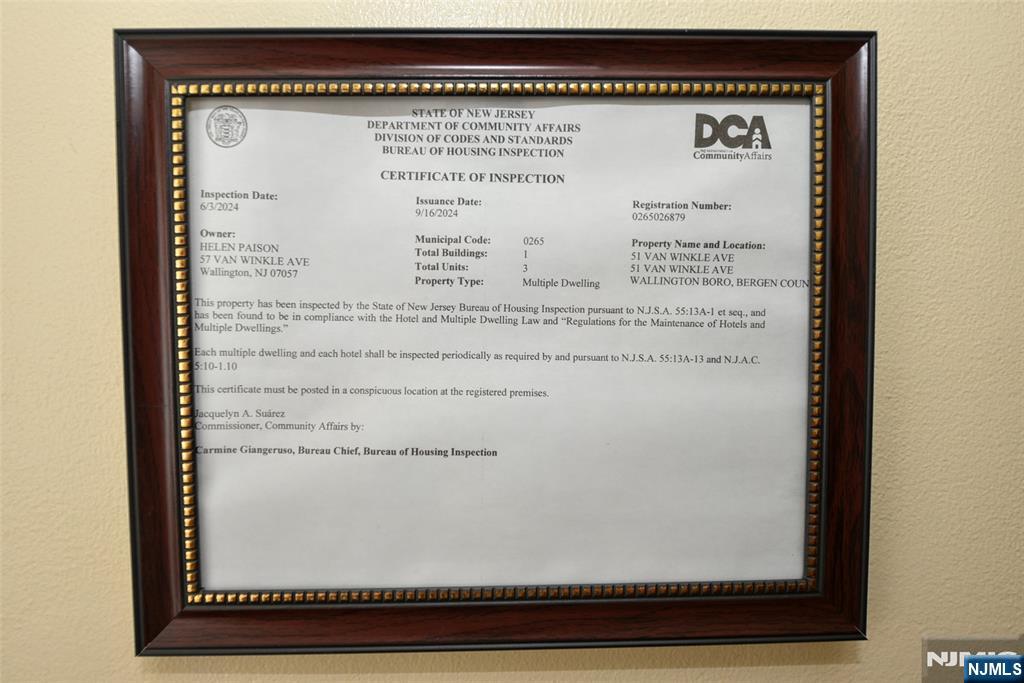 STATE OF NEW JERSEY
DEPARTMENT OF COMMUNITY AFFAIRS
DIVISION OF CODES AND STANDARDS
BUREAU OF HOUSING INSPECTION
DCA
CommunityAffairs
CERTIFICATE OF INSPECTION
Inspection Date:
6/3/2024
Issuance Date:
9/16/2024
Registration Number:
0265026879
Owner:
HELEN PAISON
57 VAN WINKLE AVE
Wallington, NJ 07057
Municipal Code: 0265
Total Buildings: 1
Total Units: 3
Property Type: Multiple Dwelling
Property Name and Location:
51 VAN WINKLE AVE
51 VAN WINKLE AVE
WALLINGTON BORO, BERGEN COUN
This property has been inspected by the State of New Jersey Bureau of Housing Inspection pursuant to N.J.S.A. 55:13A-1 et seq., and
has been found to be in compliance with the Hotel and Multiple Dwelling Law and “Regulations for the Maintenance of Hotels and
Multiple Dwellings.”
Each multiple dwelling and each hotel shall be inspected periodically as required by and pursuant to N.J.S.A. 55:13A-13 and N.J.A.C.
5:10-1.10
This certificate must be posted in a conspicuous location at the registered premises.
Jacquelyn A. Suárez
Commissioner, Community Affairs by:
Carmine Giangeruso, Bureau Chief, Bureau of Housing Inspection
NJMLS